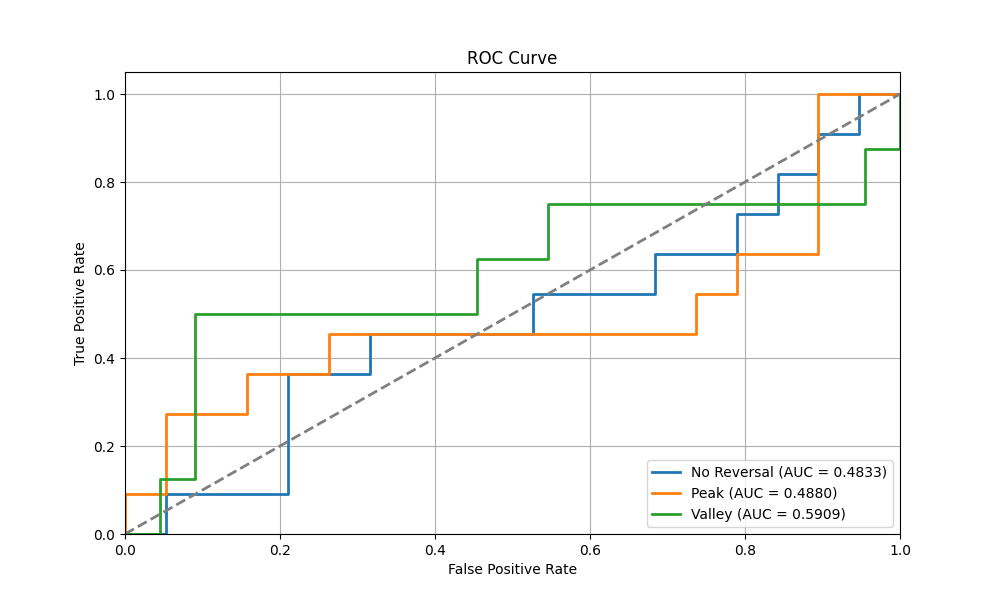 ROC Curve
True Positive Rate
1.0
0.8
0.6
0.4
0.2
0.0
0.0 0.2 0.4 0.6 0.8 1.0
False Positive Rate
No Reversal (AUC = 0.4833)
Peak (AUC = 0.4880)
Valley (AUC = 0.5909)